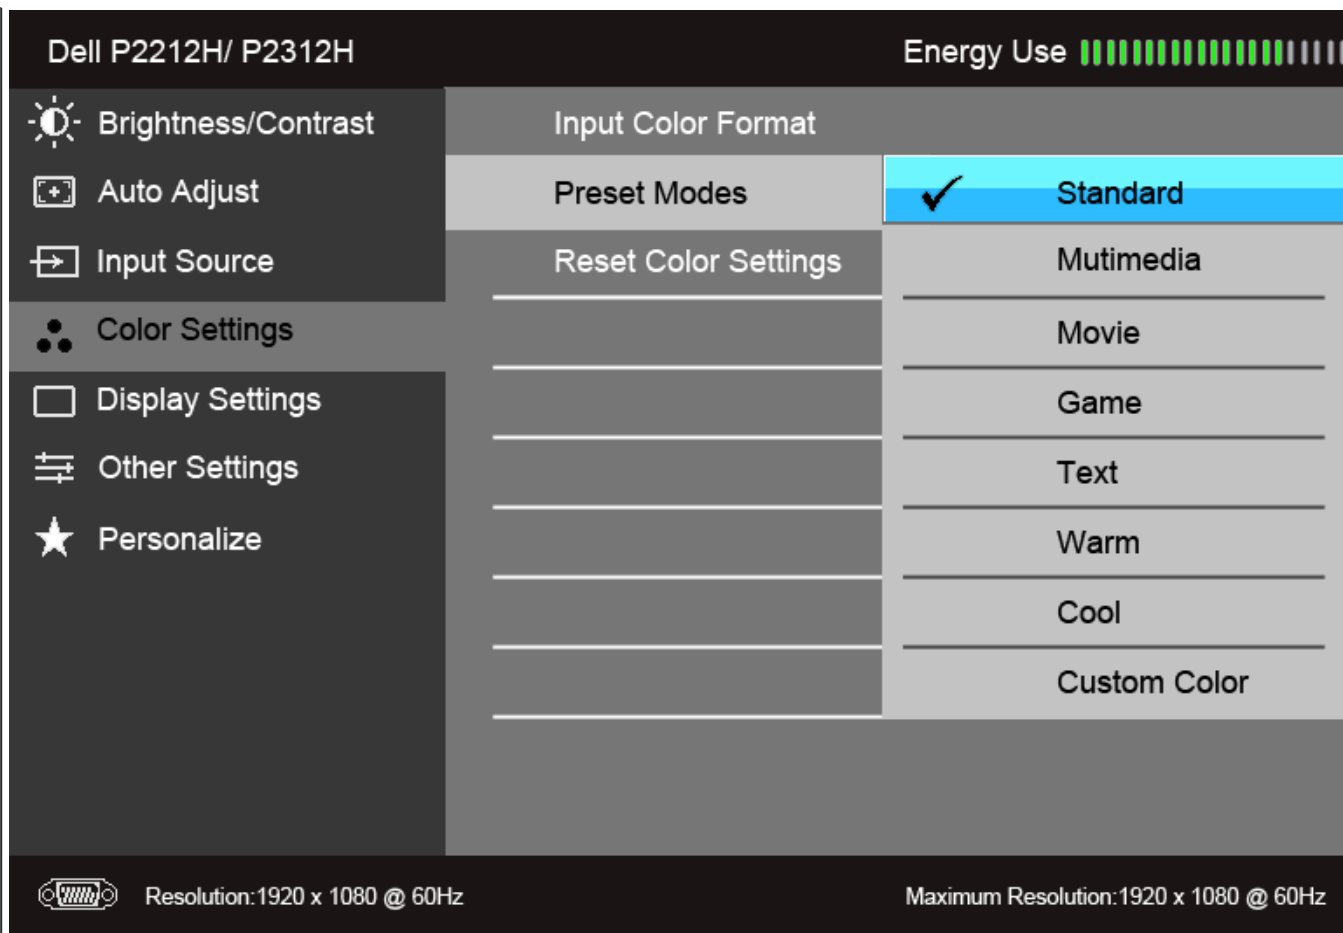 Dell P2212H/ P2312H
Energy Use
Brightness/Contrast
Auto Adjust
Input Source
Color Settings
Display Settings
Other Settings
Personalize
Input Color Format
Preset Modes
Reset Color Settings
Standard
Mutimedia
Movie
Game
Text
Warm
Cool
Custom Color
Resolution:1920 x 1080 @ 60Hz
Maximum Resolution:1920 x 1080 @ 60Hz